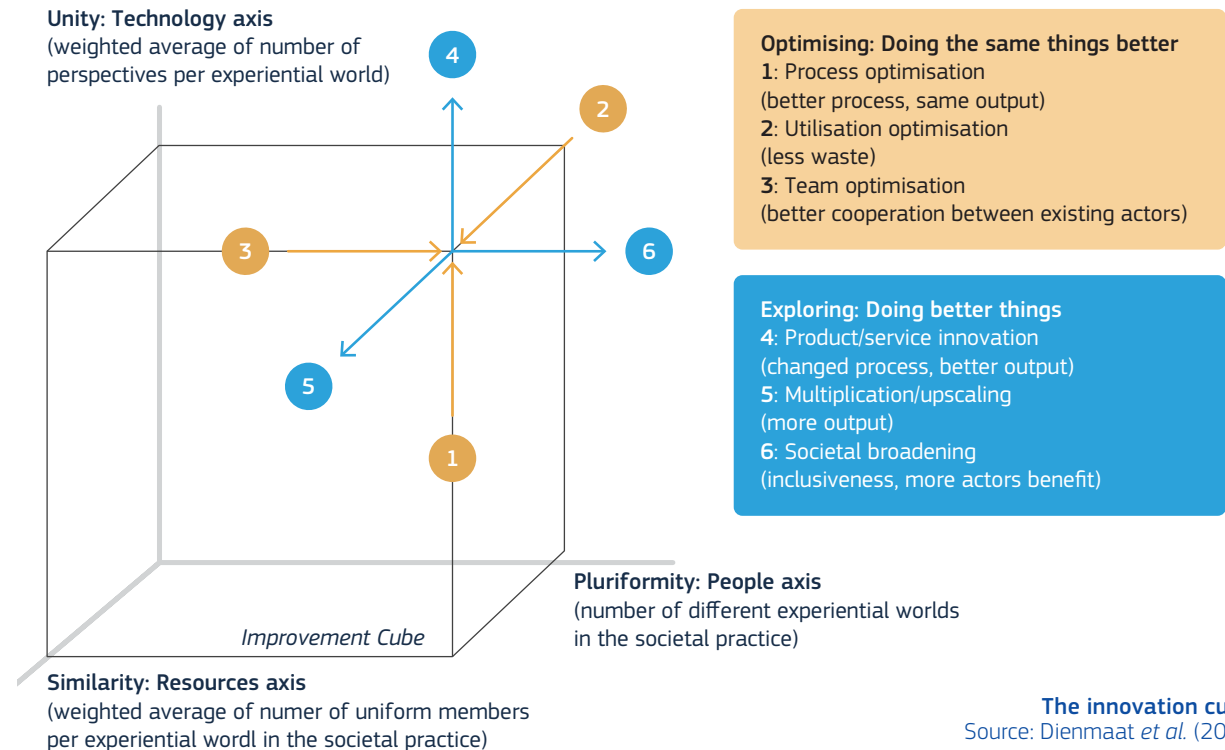 Unity: Technology axis
(weighted average of number of
perspectives per experiential world)
4
2
3
6
5
1
Improvement Cube
Pluriformity: People axis
(number of different experiential worlds
in the societal practice)
Similarity: Resources axis
(weighted average of numer of uniform members
per experiential wordl in the societal practice)
Optimising: Doing the same things better
1: Process optimisation
(better process, same output)
2: Utilisation optimisation
(less waste)
3: Team optimisation
(better cooperation between existing actors)
Exploring: Doing better things
4: Product/service innovation
(changed process, better output)
5: Multiplication/upscaling
(more output)
6: Societal broadening
(inclusiveness, more actors benefit)
The innovation cu
Source: Dienmaat et al. (20